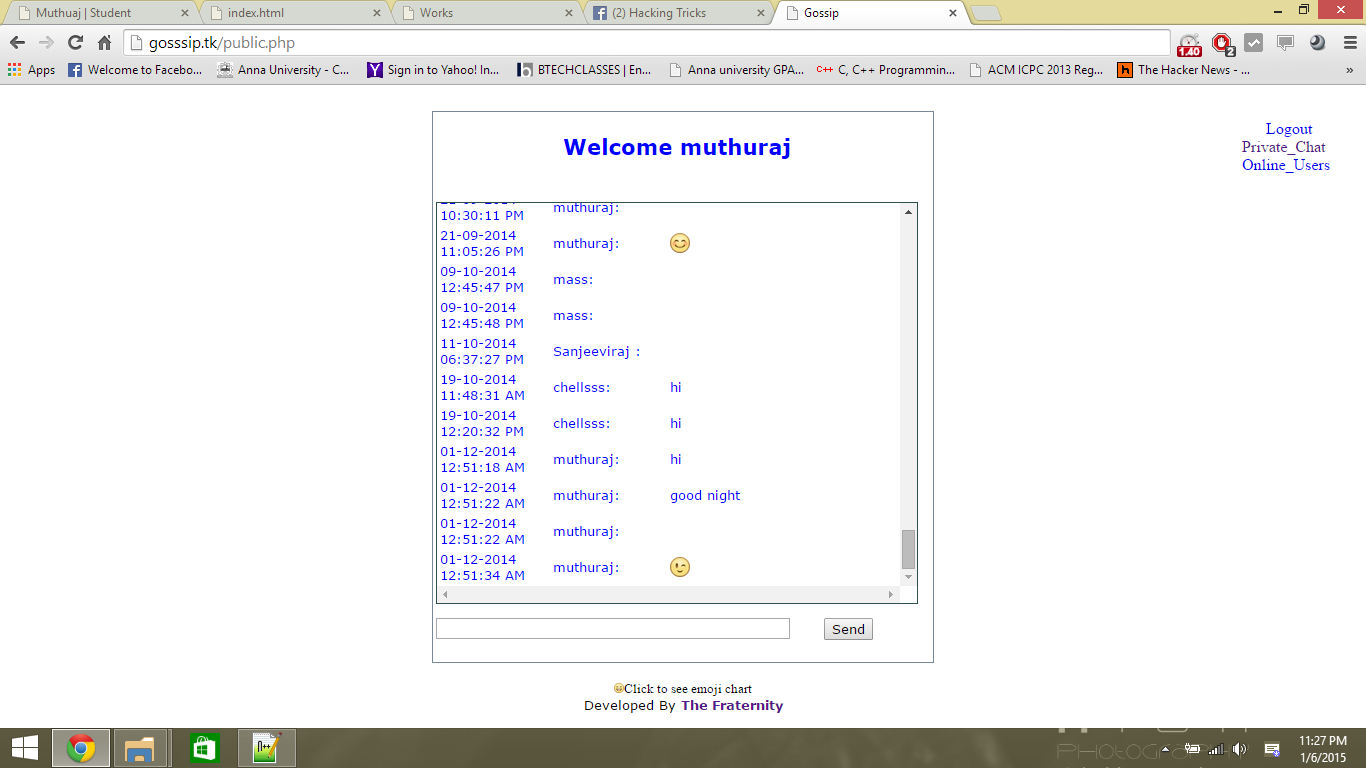 Muthuaj | Student
index.html
Works
(2) Hacking Tricks
Gossip
gosssip.tk/public.php
1.40
2
Apps
Welcome to Facebo...
Anna University - C...
Sign in to Yahoo! In...
BTECHCLASSES | En...
Anna university GPA...
C++ C, C++ Programmin...
ACM ICPC 2013 Reg...
The Hacker News - ...
»
Welcome muthuraj
Logout
Private_Chat
Online_Users
10:30:11 PM muthuraj:
21-09-2014
11:05:26 PM muthuraj:
09-10-2014
12:45:47 PM mass:
09-10-2014
12:45:48 PM mass:
11-10-2014
06:37:27 PM Sanjeeviraj :
19-10-2014
11:48:31 AM chellsss: hi
19-10-2014
12:20:32 PM chellsss: hi
01-12-2014
12:51:18 AM muthuraj: hi
01-12-2014
12:51:22 AM muthuraj: good night
01-12-2014
12:51:22 AM muthuraj:
01-12-2014
12:51:34 AM muthuraj:
Send
Click to see emoji chart
Developed By The Fraternity
11:27 PM
1/6/2015